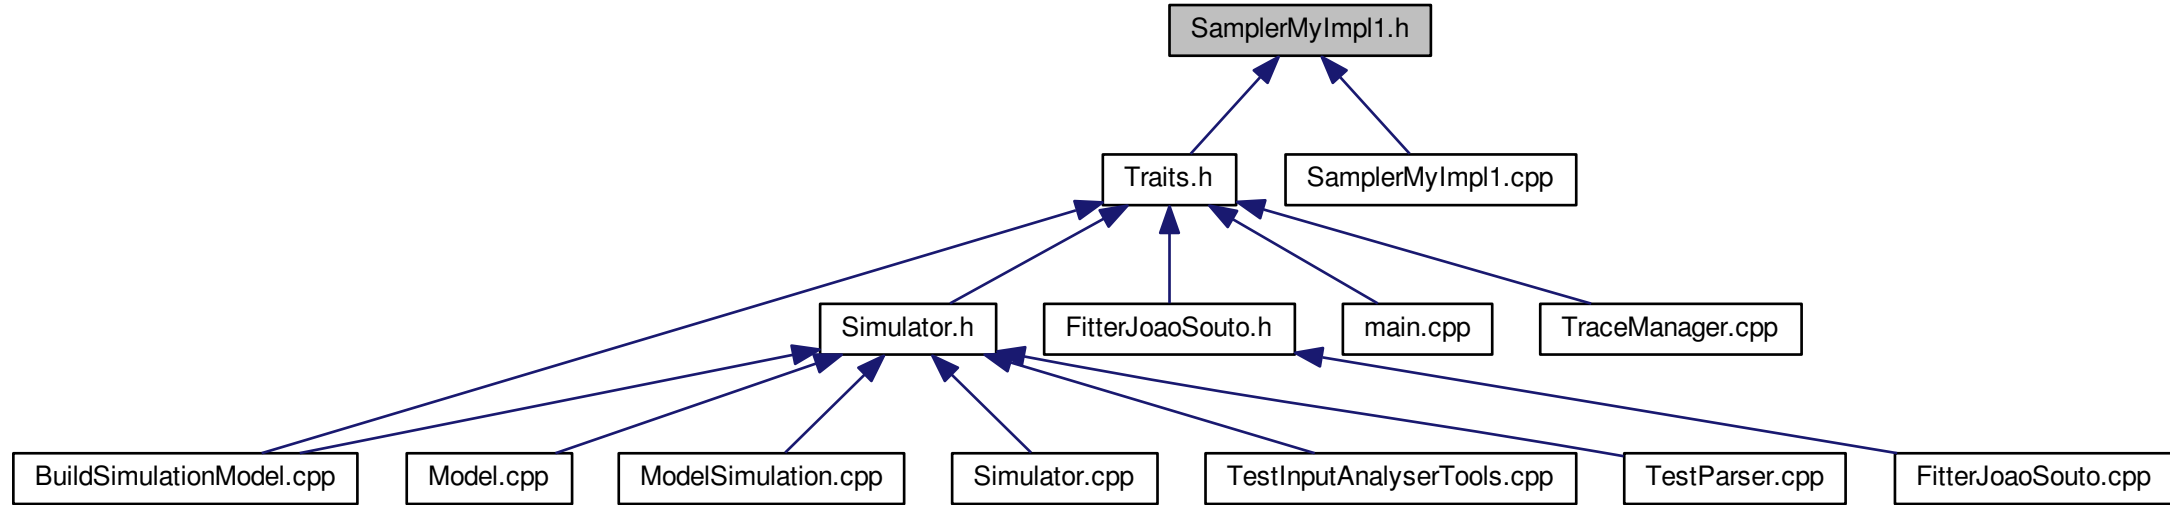 SamplerMyImpl1.h
Traits.h
SamplerMyImpl1.cpp
Simulator.h
FitterJoaoSouto.h
main.cpp
TraceManager.cpp
BuildSimulationModel.cpp
Model.cpp
ModelSimulation.cpp
Simulator.cpp
TestInputAnalyserTools.cpp
TestParser.cpp
FitterJoaoSouto.cpp